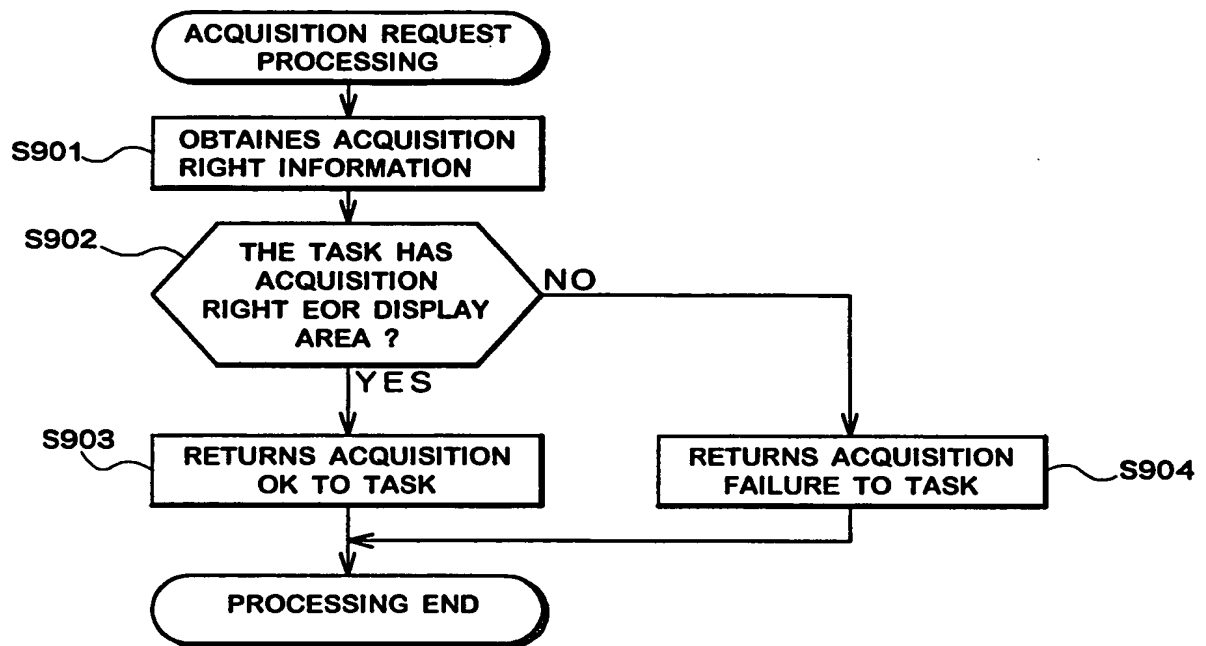 ACQUISITION REQUEST
PROCESSING
S901
OBTAINES ACQUISITION
RIGHT INFORMATION
S902
THE TASK HAS
ACQUISITION
RIGHT EOR DISPLAY
AREA ?
NO
YES
S903
RETURNS ACQUISITION
OK TO TASK
RETURNS ACQUISITION
FAILURE TO TASK
S904
PROCESSING END